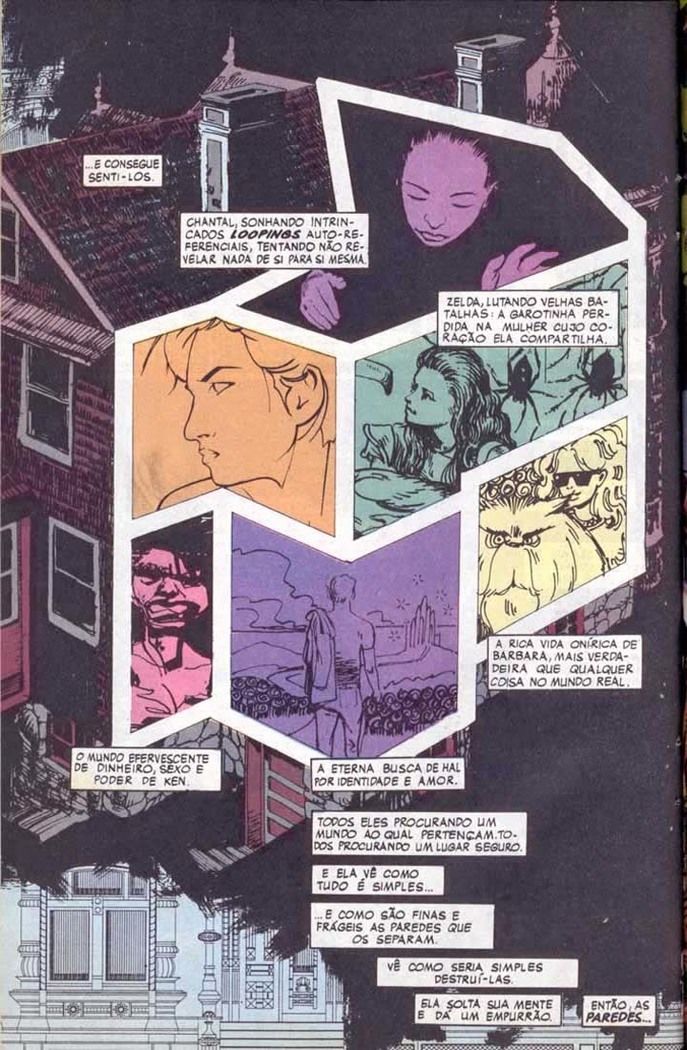 ...E CONSEGUE
SENTI-LOS.
CHANTAL, SONHANDO INTRIN-
CADOS LOOPINGS AUTO-RE-
FERENCIAIS, TENTANDO NÃO RE-
VELAR NADA DE SI PARA SI MESMA.
ZELDA, LUTANDO VELHAS BA-
TALHAS: A GAROTINHA PER-
DIDA NA MULHER CUJO CO-
RAÇÃO ELA COMPARTILHA.
A RICA VIDA ONÍRICA DE
BÁRBARA, MAIS VERDA-
DEIRA QUE QUALQUER
COISA NO MUNDO REAL.
O MUNDO EFERVESCENTE
DE DINHEIRO, SEXO E
PODER DE KEN.
A ETERNA BUSCA DE HAL
POR IDENTIDADE E AMOR.
TODOS ELES PROCURANDO UM
MUNDO AO QUAL PERTENÇAM. TO-
DOS PROCURANDO UM LUGAR SEGURO.
E ELA VÊ COMO
TUDO É SIMPLES...
...E COMO SÃO FINAS E
FRÁGEIS AS PAREDES QUE
OS SEPARAM.
VÊ COMO SERIA SIMPLES
DESTRUÍ-LAS.
ELA SOLTA SUA MENTE
E DÁ UM EMPURRÃO.
ENTÃO, AS
PAREDES...